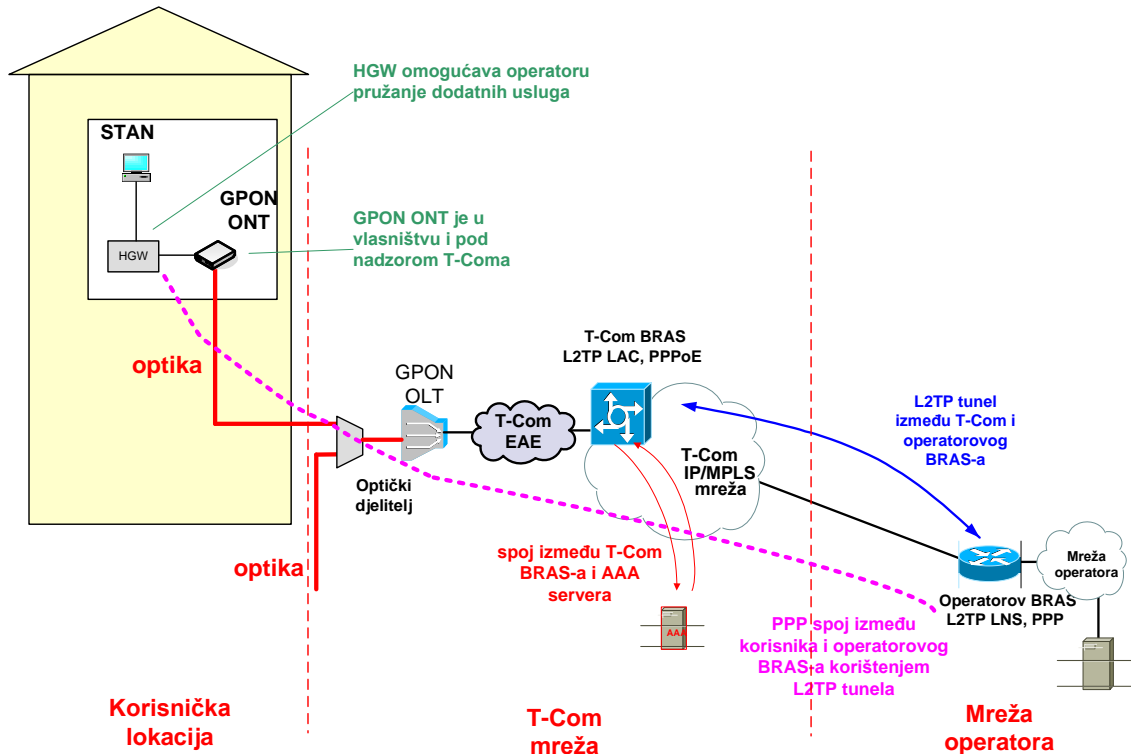 HGW omogućava operatoru
pružanje dodatnih usluga
STAN
GPON
ONT
HGW
GPON ONT je u
vlasništvu i pod
nadzorom T-Coma
optika
T-Com BRAS
L2TP LAC, PPPoE
GPON
OLT
T-Com
EAE
L2TP tunel
između T-Com i
operatorovog
BRAS-a
T-Com
IP/MPLS
mreža
Optički
djelitelj
optika
spoj između T-Com
BRAS-a i AAA
servera
AAA
Mreža
operatora
Operatorov BRAS
L2TP LNS, PPP
PPP spoj između
korisnika i operatorovog
BRAS-a korištenjem
L2TP tunela
Korisnička
lokacija
T-Com
mreža
Mreža
operatora